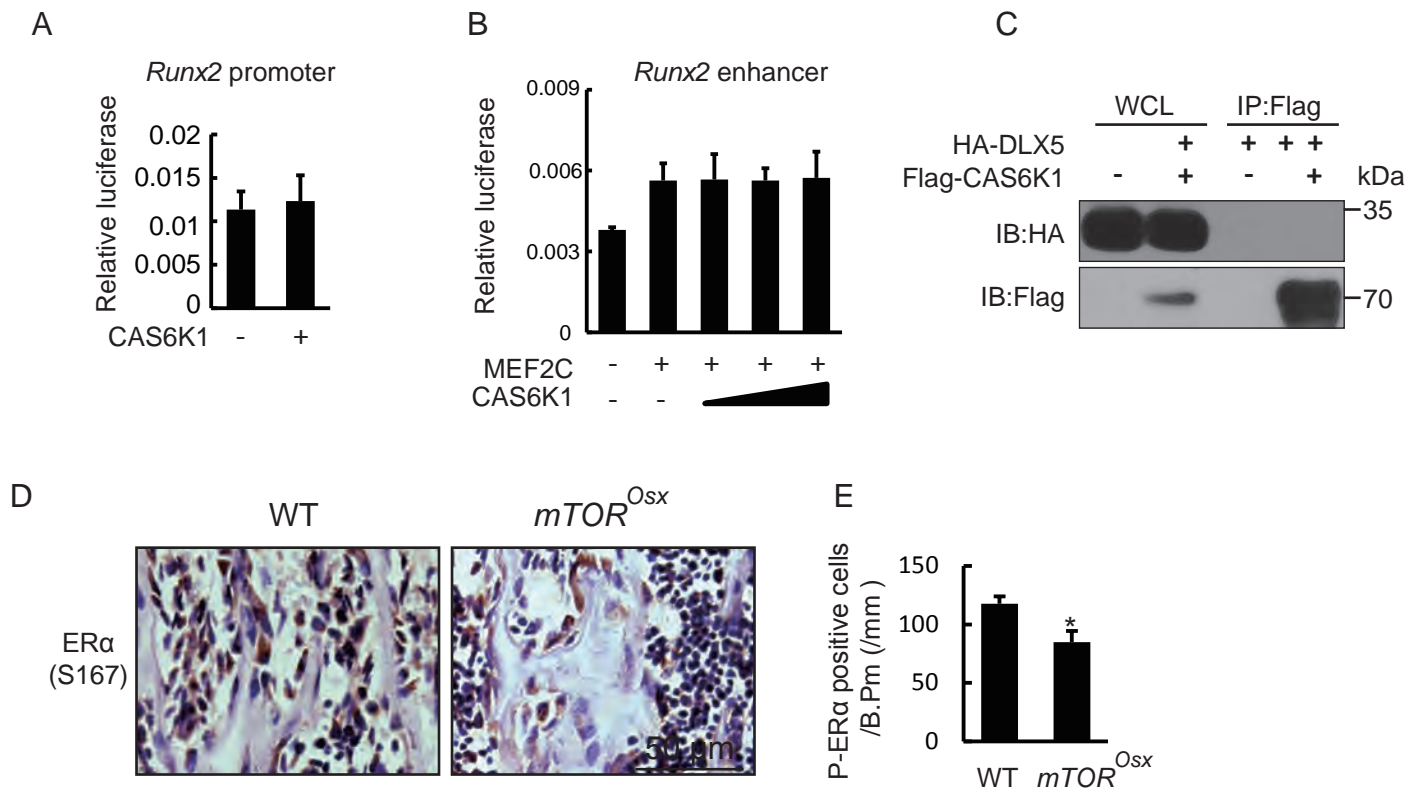 A
Runx2 promoter
Relative luciferase
0.02
0.015
0.01
0.005
0
CAS6K1 - +
B
Runx2 enhancer
Relative luciferase
0.009
0.006
0.003
0
MEF2C - + + + +
CAS6K1 - -
C
WCL IP:Flag
HA-DLX5 + + + +
Flag-CAS6K1 - + - + kDa
IB:HA 35
IB:Flag 70
D
WT mTOR^Osx
ERα
(S167)
50 μm
E
P-ERα positive cells
/B.Pm (/mm)
150
100
50
0
*
WT mTOR^Osx